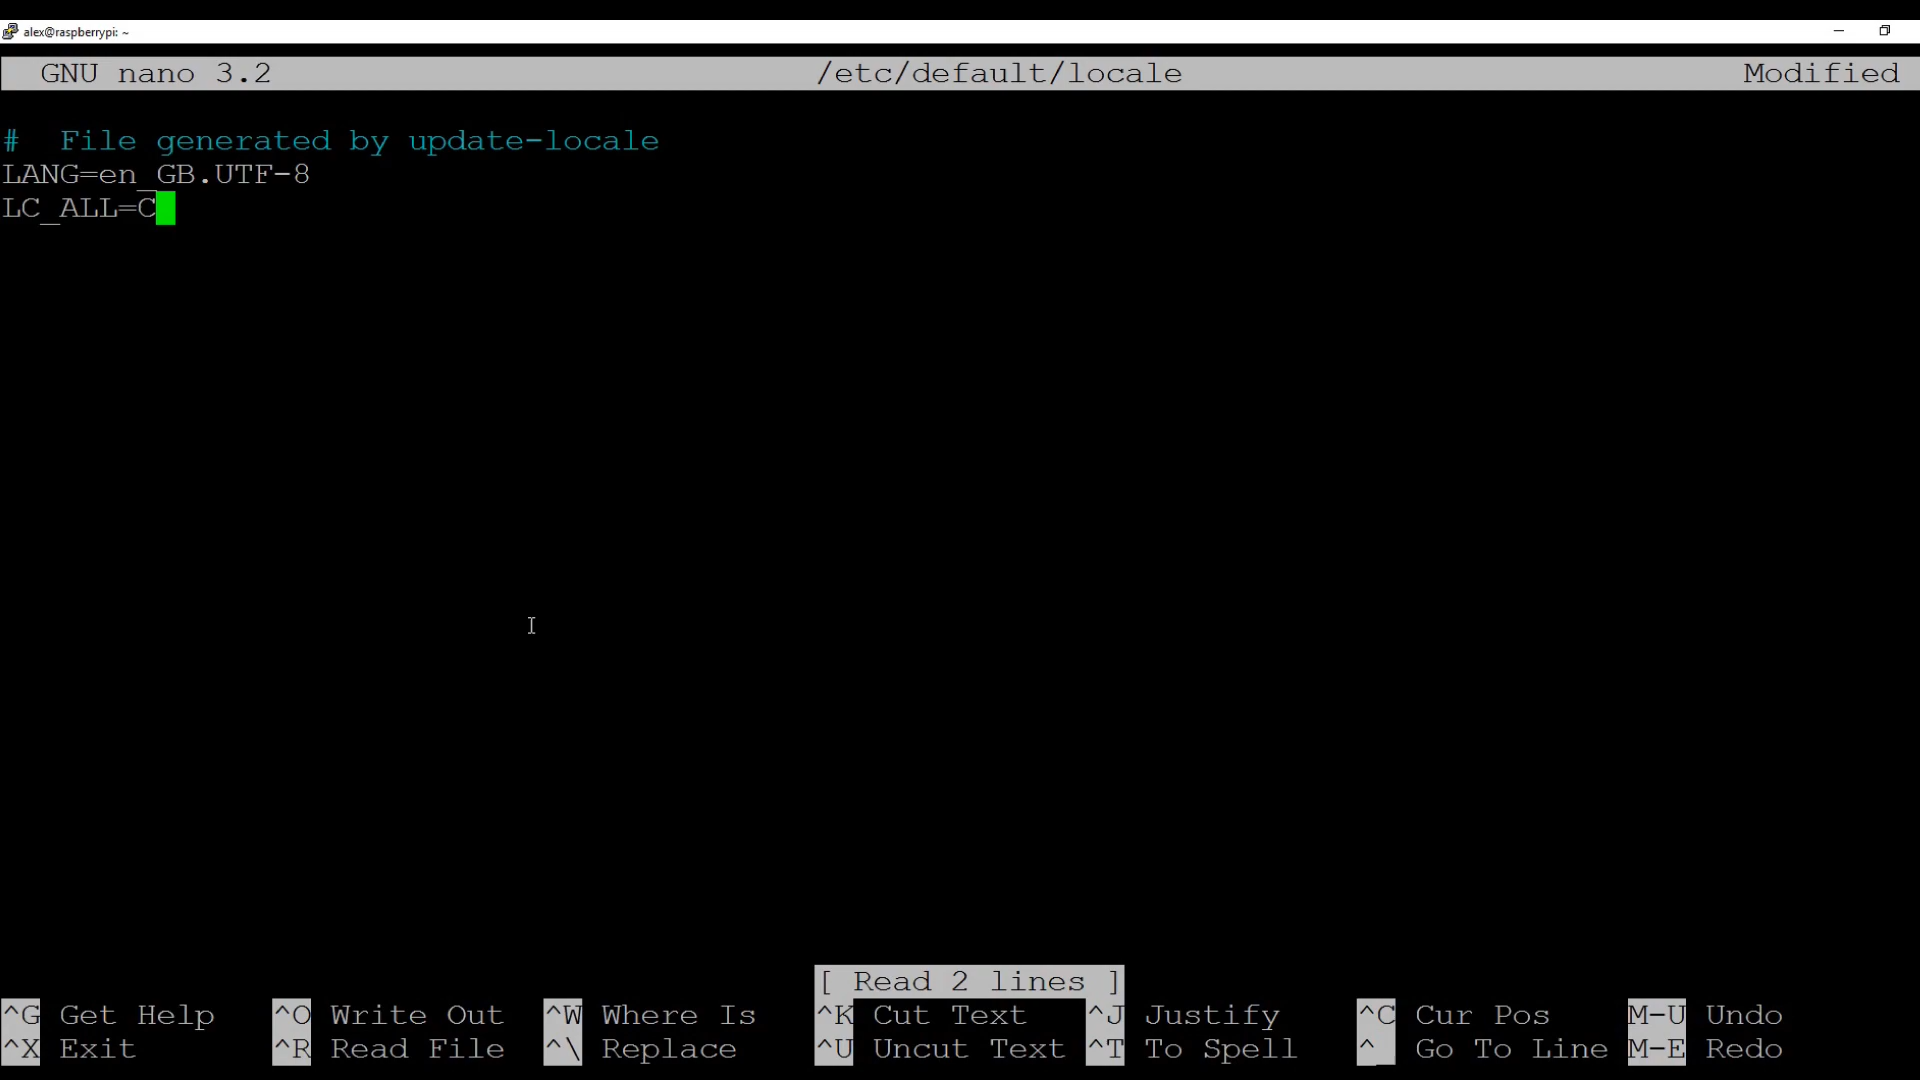 alex@raspberrypi: ~
GNU nano 3.2 /etc/default/locale Modified
# File generated by update-locale
LANG=en_GB.UTF-8
LC_ALL=C
[ Read 2 lines ]
^G Get Help ^O Write Out ^W Where Is ^K Cut Text ^J Justify ^C Cur Pos M-U Undo
^X Exit ^R Read File ^\ Replace ^U Uncut Text ^T To Spell ^_ Go To Line M-E Redo